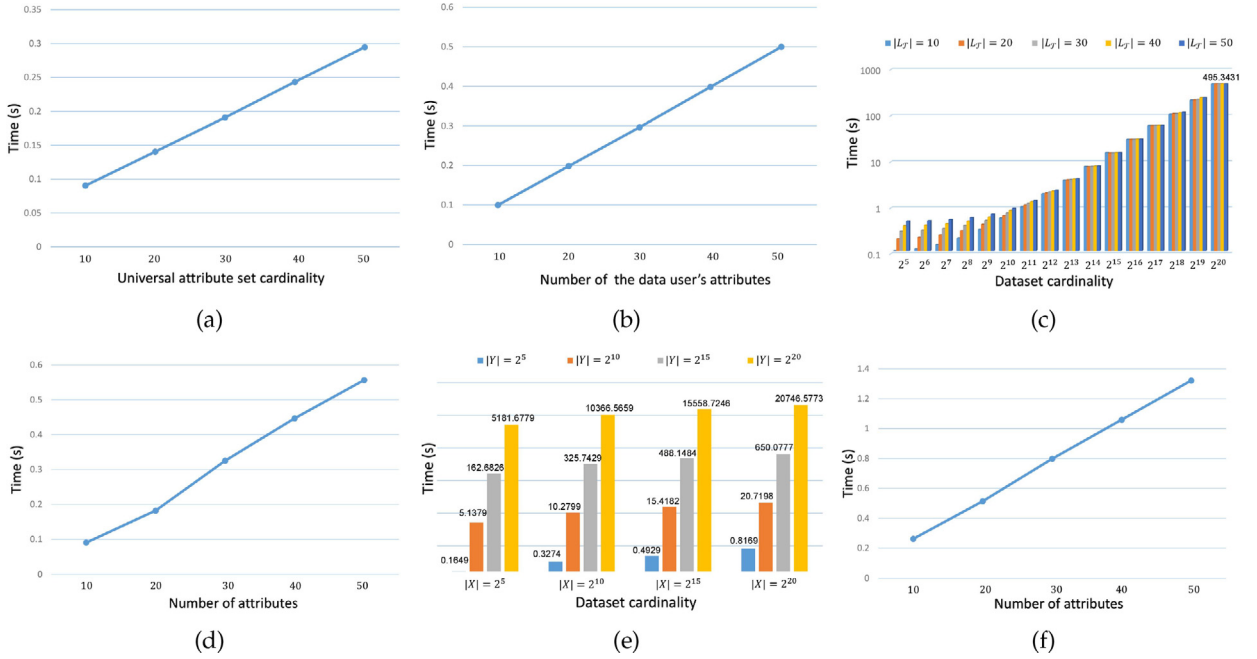 0.35
0.3
0.25
0.2
0.15
0.1
0.05
0
Time (s)
10 20 30 40 50
Universal attribute set cardinality
(a)
0.6
0.5
0.4
0.3
0.2
0.1
0
Time (s)
10 20 30 40 50
Number of the data user's attributes
(b)
|L_𝒯| = 10 |L_𝒯| = 20 |L_𝒯| = 30 |L_𝒯| = 40 |L_𝒯| = 50
1000
100
10
1
0.1
Time (s)
495.3431
2^5 2^6 2^7 2^8 2^9 2^10 2^11 2^12 2^13 2^14 2^15 2^16 2^17 2^18 2^19 2^20
Dataset cardinality
(c)
0.6
0.5
0.4
0.3
0.2
0.1
0
Time (s)
10 20 30 40 50
Number of attributes
(d)
|Y| = 2^5 |Y| = 2^10 |Y| = 2^15 |Y| = 2^20
Time (s)
0.1649 5.1379 162.6826 5181.6779
0.3274 10.2799 325.7429 10366.5659
0.4929 15.4182 488.1484 15558.7246
0.8169 20.7198 650.0777 20746.5773
|X| = 2^5 |X| = 2^10 |X| = 2^15 |X| = 2^20
Dataset cardinality
(e)
1.4
1.2
1
0.8
0.6
0.4
0.2
0
Time (s)
10 20 30 40 50
Number of attributes
(f)